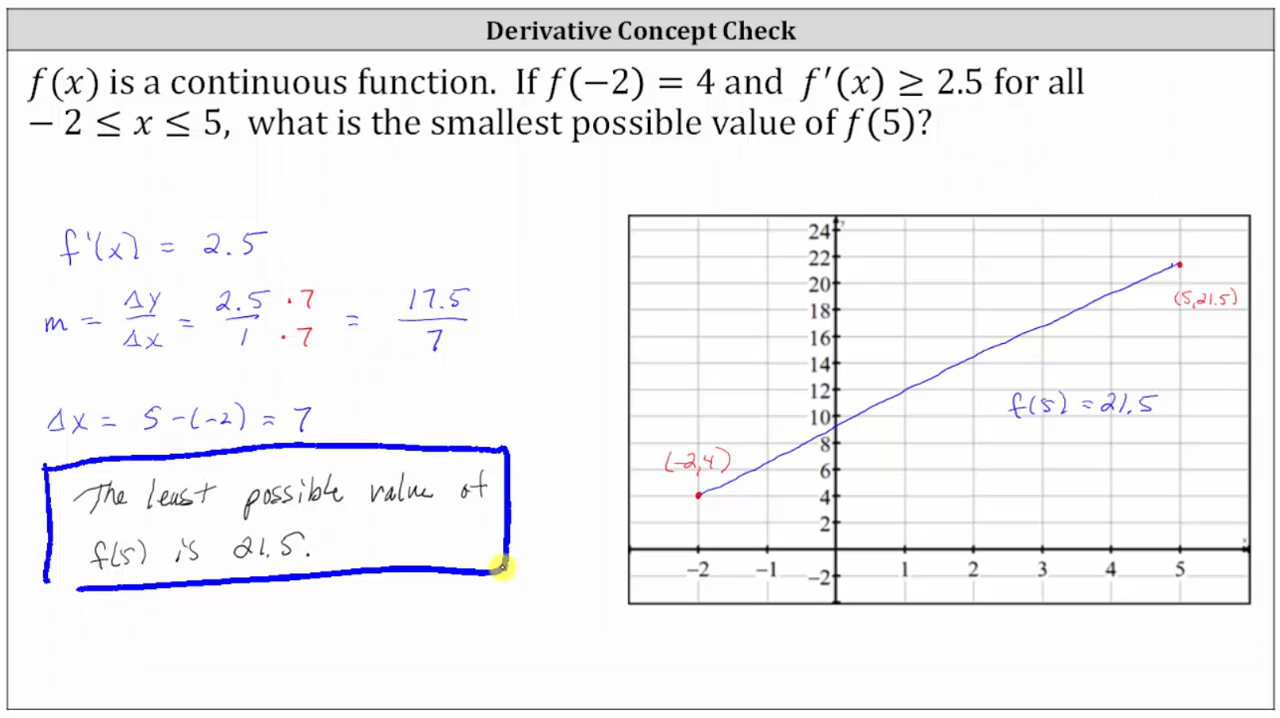 Derivative Concept Check
f(x) is a continuous function. If f(−2) = 4 and f′(x) ≥ 2.5 for all
−2 ≤ x ≤ 5, what is the smallest possible value of f(5)?
f'(x) = 2.5
m = Δy/Δx = 2.5/1 · 7/· 7 = 17.5/7
Δx = 5 -(-2) = 7
The least possible value of
f(5) is 21.5.
24
22
20
18
16
14
12
10
8
6
4
2
−2
−2 −1 1 2 3 4 5
(5,21.5)
f(5) = 21.5
(-2,4)